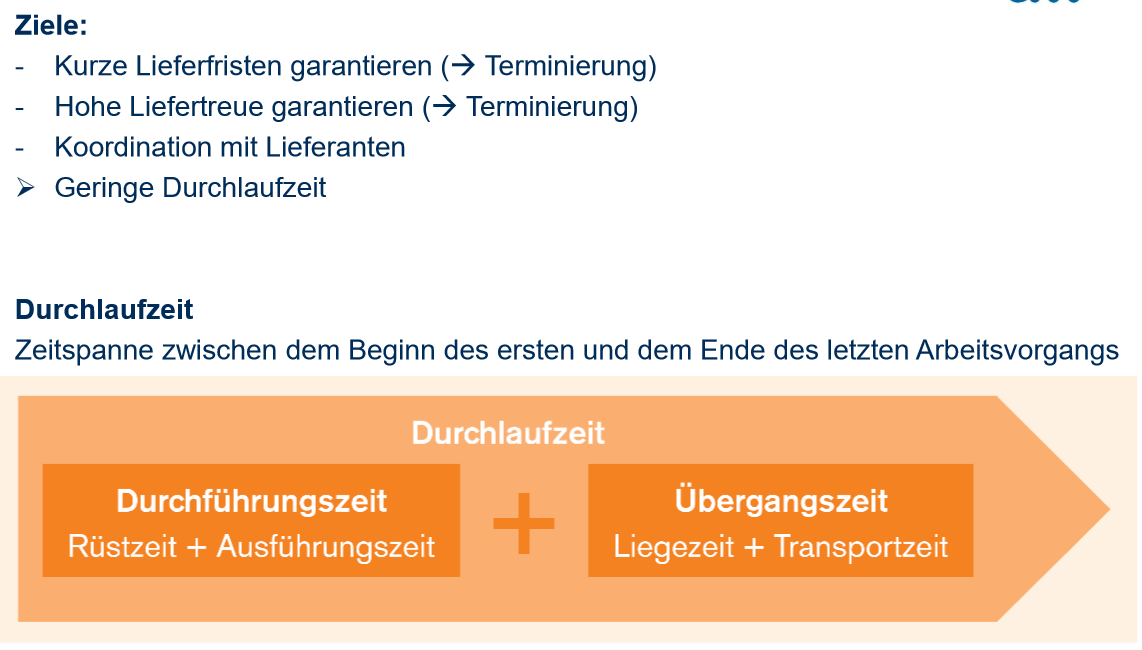 Ziele:
- Kurze Lieferfristen garantieren (→ Terminierung)
- Hohe Liefertreue garantieren (→ Terminierung)
- Koordination mit Lieferanten
➢ Geringe Durchlaufzeit
Durchlaufzeit
Zeitspanne zwischen dem Beginn des ersten und dem Ende des letzten Arbeitsvorgangs
Durchlaufzeit
Durchführungszeit
Rüstzeit + Ausführungszeit
+
Übergangszeit
Liegezeit + Transportzeit